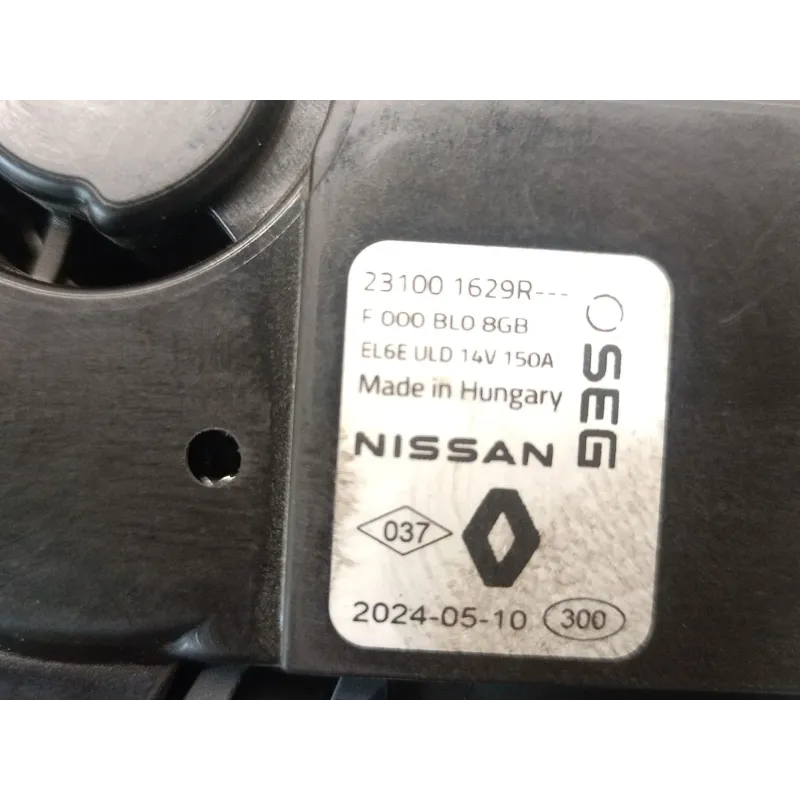 23100 1629R---
F 000 BL0 8GB
EL6E ULD 14V 150A
Made in Hungary
SEG
NISSAN
037
2024-05-10 300